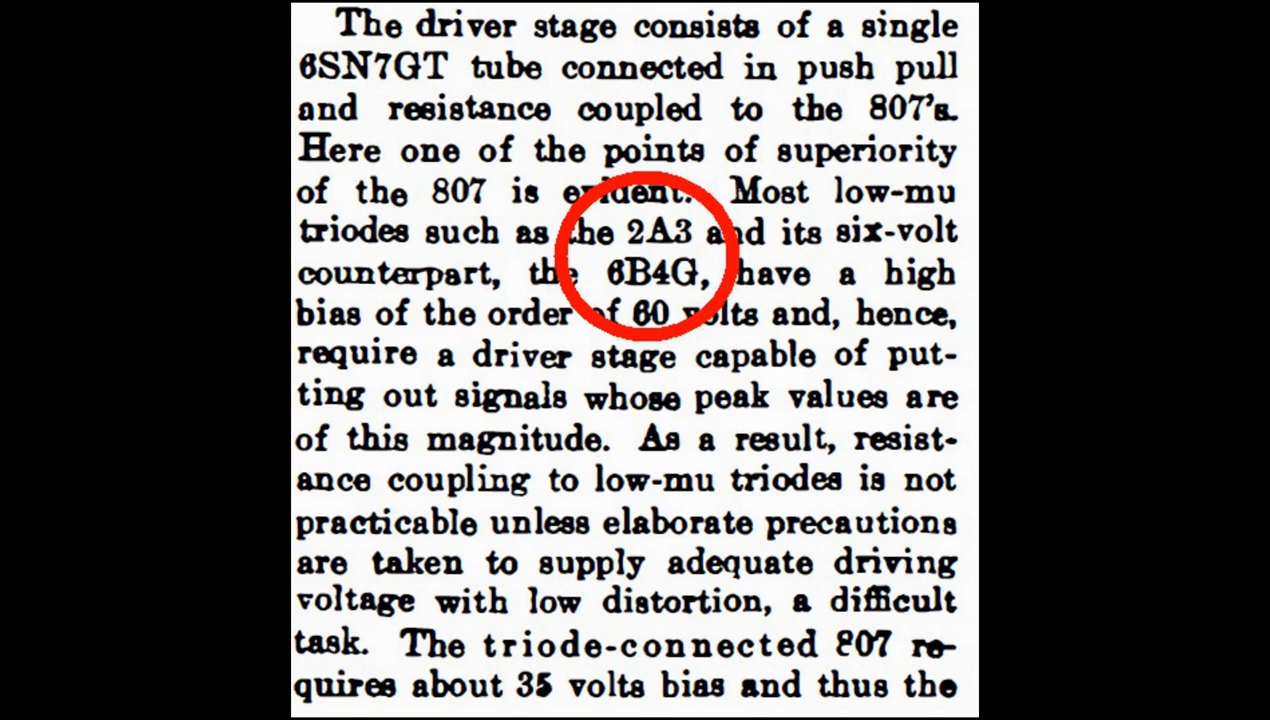 The driver stage consists of a single
6SN7GT tube connected in push pull
and resistance coupled to the 807's.
Here one of the points of superiority
of the 807 is evident. Most low-mu
triodes such as the 2A3 and its six-volt
counterpart, the 6B4G, have a high
bias of the order of 60 volts and, hence,
require a driver stage capable of put-
ting out signals whose peak values are
of this magnitude. As a result, resist-
ance coupling to low-mu triodes is not
practicable unless elaborate precautions
are taken to supply adequate driving
voltage with low distortion, a difficult
task. The triode-connected 807 re-
quires about 35 volts bias and thus the